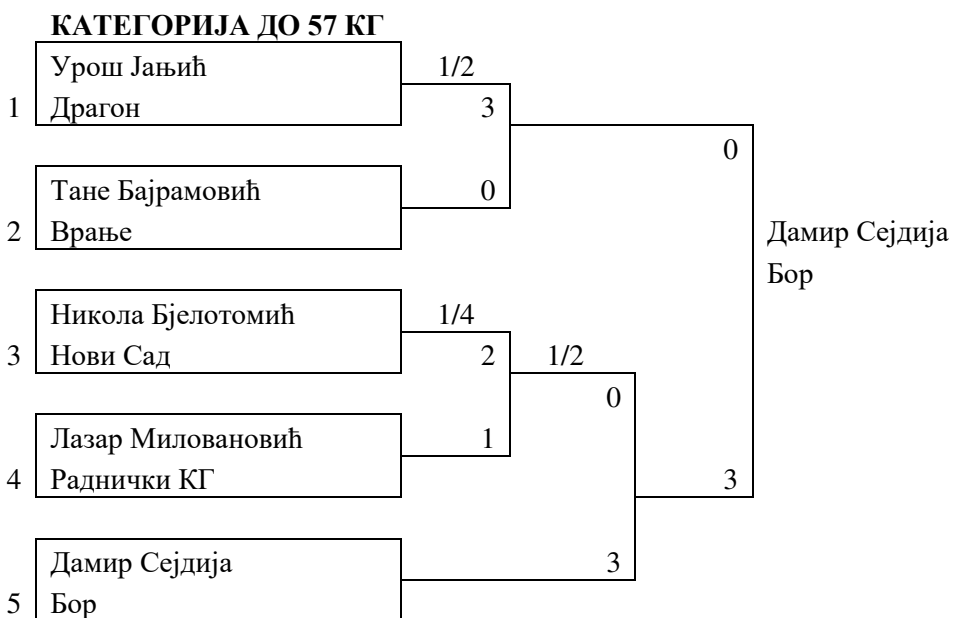 КАТЕГОРИЈА ДО 57 КГ
Урош Јањић 1/2
1 Драгон 3
0
Тане Бајрамовић 0
2 Врање Дамир Сејдија
Бор
Никола Бјелотомић 1/4
3 Нови Сад 2 1/2
0
Лазар Миловановић 1
4 Раднички КГ 3
Дамир Сејдија 3
5 Бор